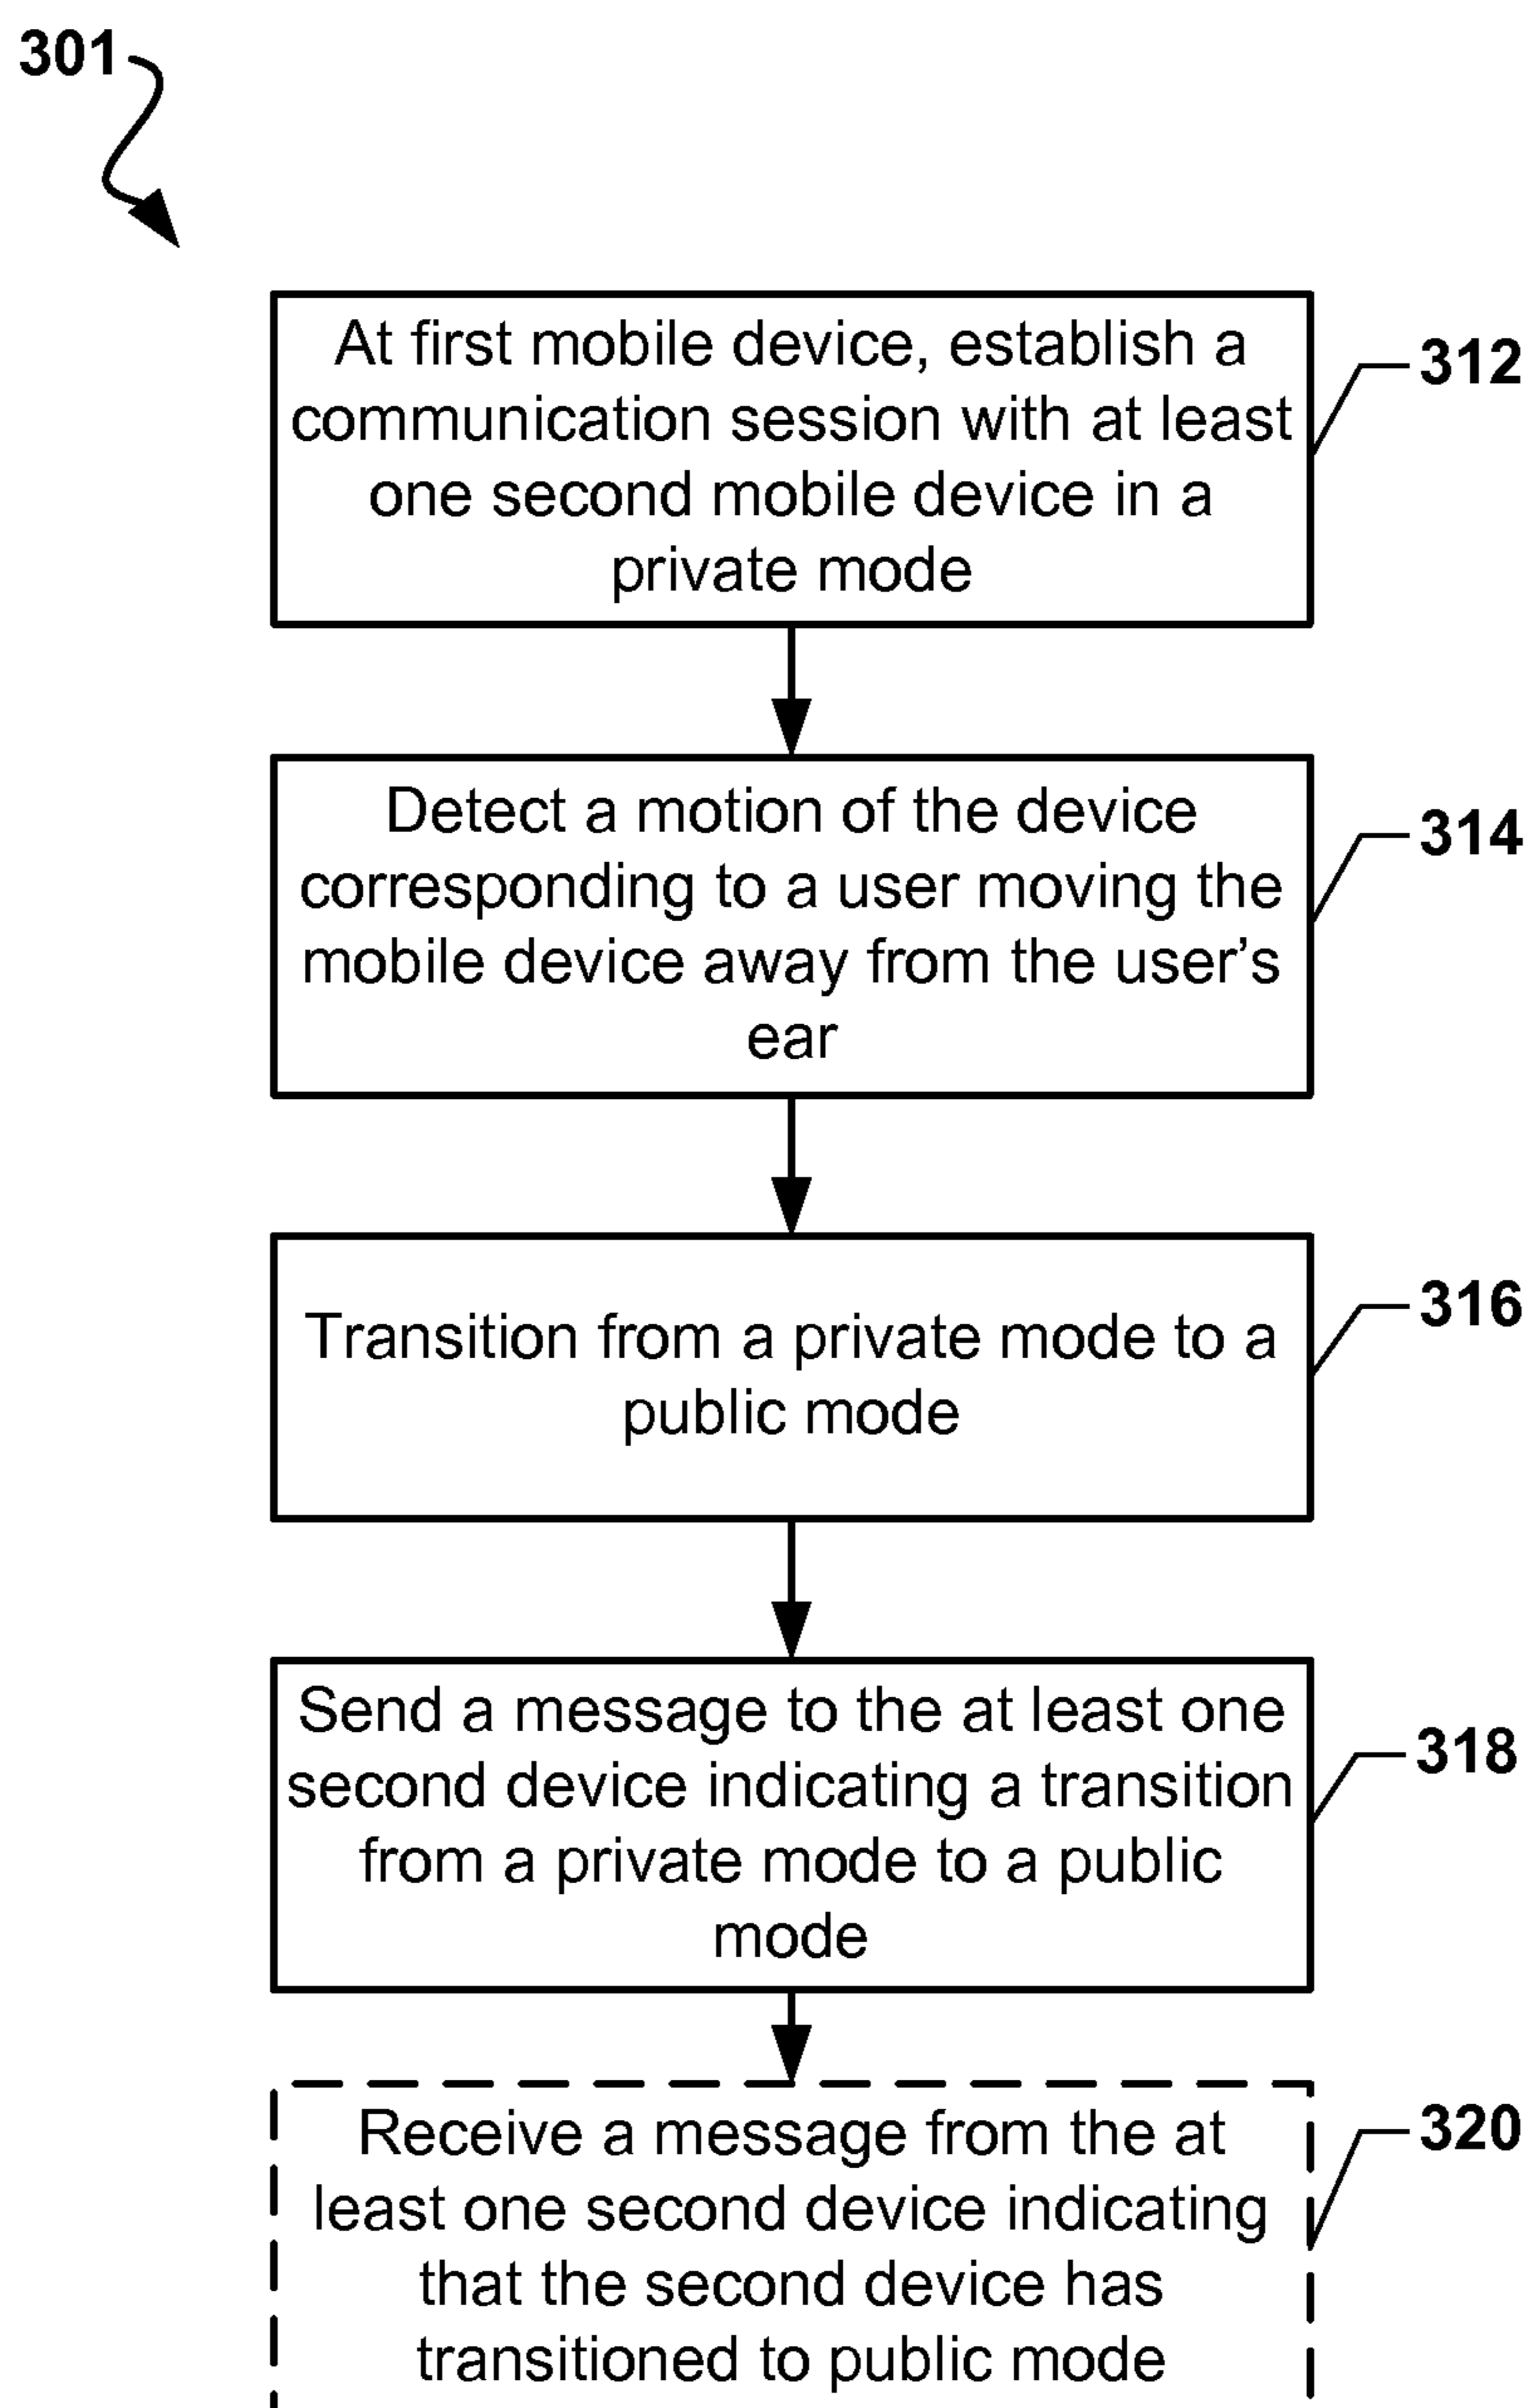 301
At first mobile device, establish a
communication session with at least
one second mobile device in a
private mode
312
Detect a motion of the device
corresponding to a user moving the
mobile device away from the user’s
ear
314
Transition from a private mode to a
public mode
316
Send a message to the at least one
second device indicating a transition
from a private mode to a public
mode
318
Receive a message from the at
least one second device indicating
that the second device has
transitioned to public mode
320